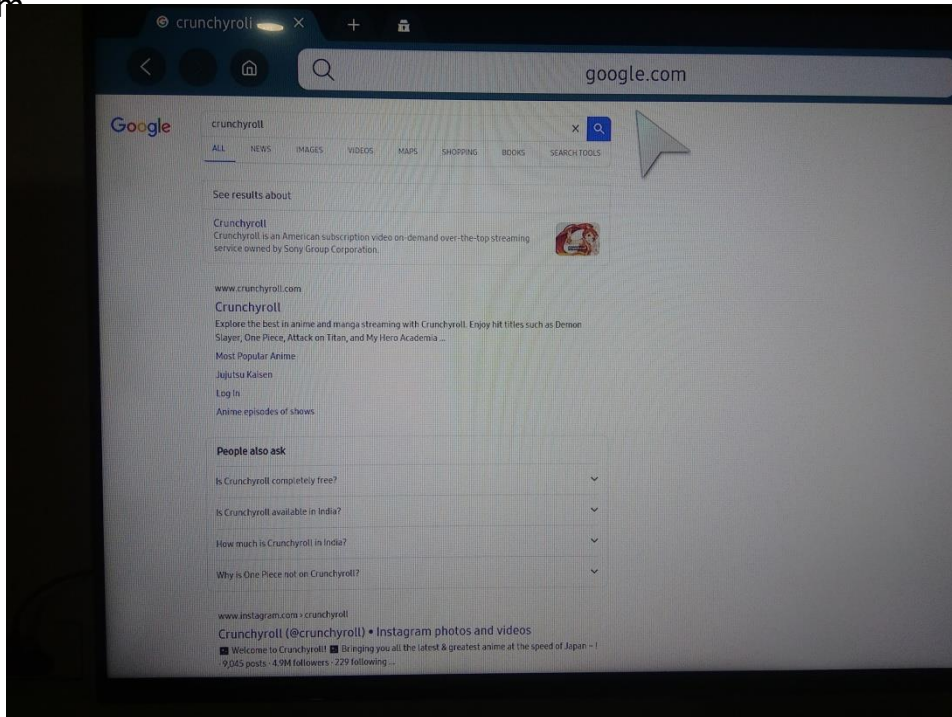 m
crunchyroll
google.com
Google
crunchyroll
ALL NEWS IMAGES VIDEOS MAPS SHOPPING BOOKS SEARCH TOOLS
See results about
Crunchyroll
Crunchyroll is an American subscription video on-demand over-the-top streaming
service owned by Sony Group Corporation.
www.crunchyroll.com
Crunchyroll
Explore the best in anime and manga streaming with Crunchyroll. Enjoy hit titles such as Demon
Slayer, One Piece, Attack on Titan, and My Hero Academia ...
Most Popular Anime
Jujutsu Kaisen
Log In
Anime episodes of shows
People also ask
Is Crunchyroll completely free?
Is Crunchyroll available in India?
How much is Crunchyroll in India?
Why is One Piece not on Crunchyroll?
www.instagram.com › crunchyroll
Crunchyroll (@crunchyroll) • Instagram photos and videos
Welcome to Crunchyroll! Bringing you all the latest & greatest anime at the speed of Japan – !
· 9,045 posts · 4.9M followers · 229 following ...